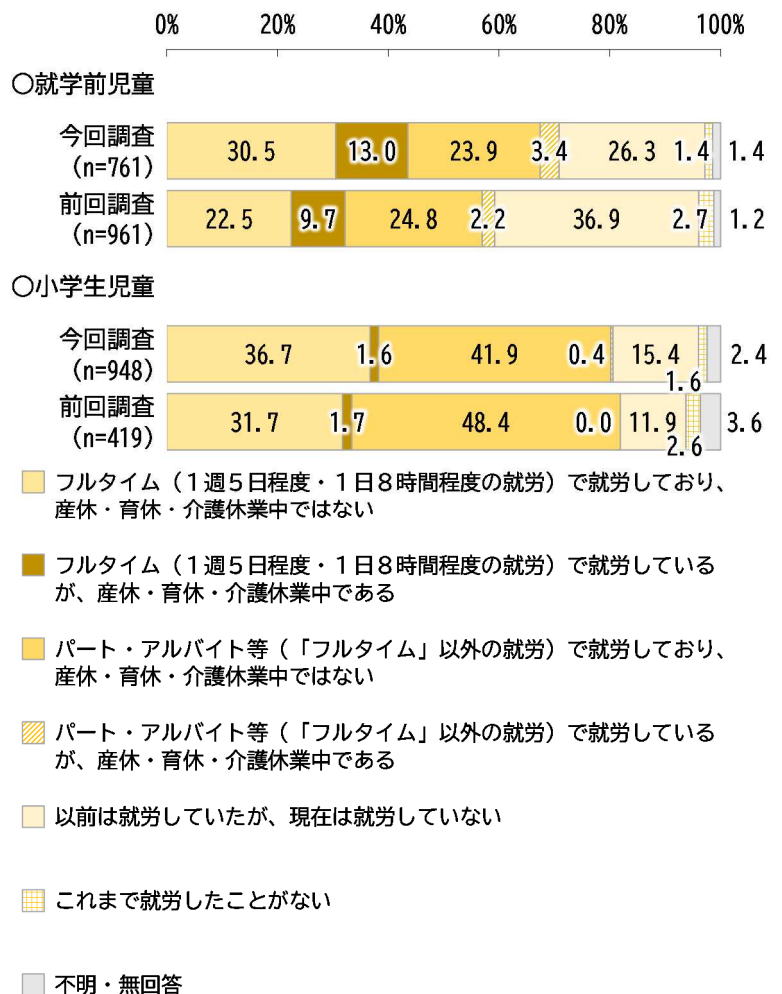 0% 20% 40% 60% 80% 100%
○就学前児童
今回調査
(n=761)
30.5 13.0 23.9 3.4 26.3 1.4 1.4
前回調査
(n=961)
22.5 9.7 24.8 2.2 36.9 2.7 1.2
○小学生児童
今回調査
(n=948)
36.7 1.6 41.9 0.4 15.4 1.6 2.4
前回調査
(n=419)
31.7 1.7 48.4 0.0 11.9 2.6 3.6
フルタイム（１週５日程度・１日８時間程度の就労）で就労しており、
産休・育休・介護休業中ではない
フルタイム（１週５日程度・１日８時間程度の就労）で就労している
が、産休・育休・介護休業中である
パート・アルバイト等（「フルタイム」以外の就労）で就労しており、
産休・育休・介護休業中ではない
パート・アルバイト等（「フルタイム」以外の就労）で就労している
が、産休・育休・介護休業中である
以前は就労していたが、現在は就労していない
これまで就労したことがない
不明・無回答